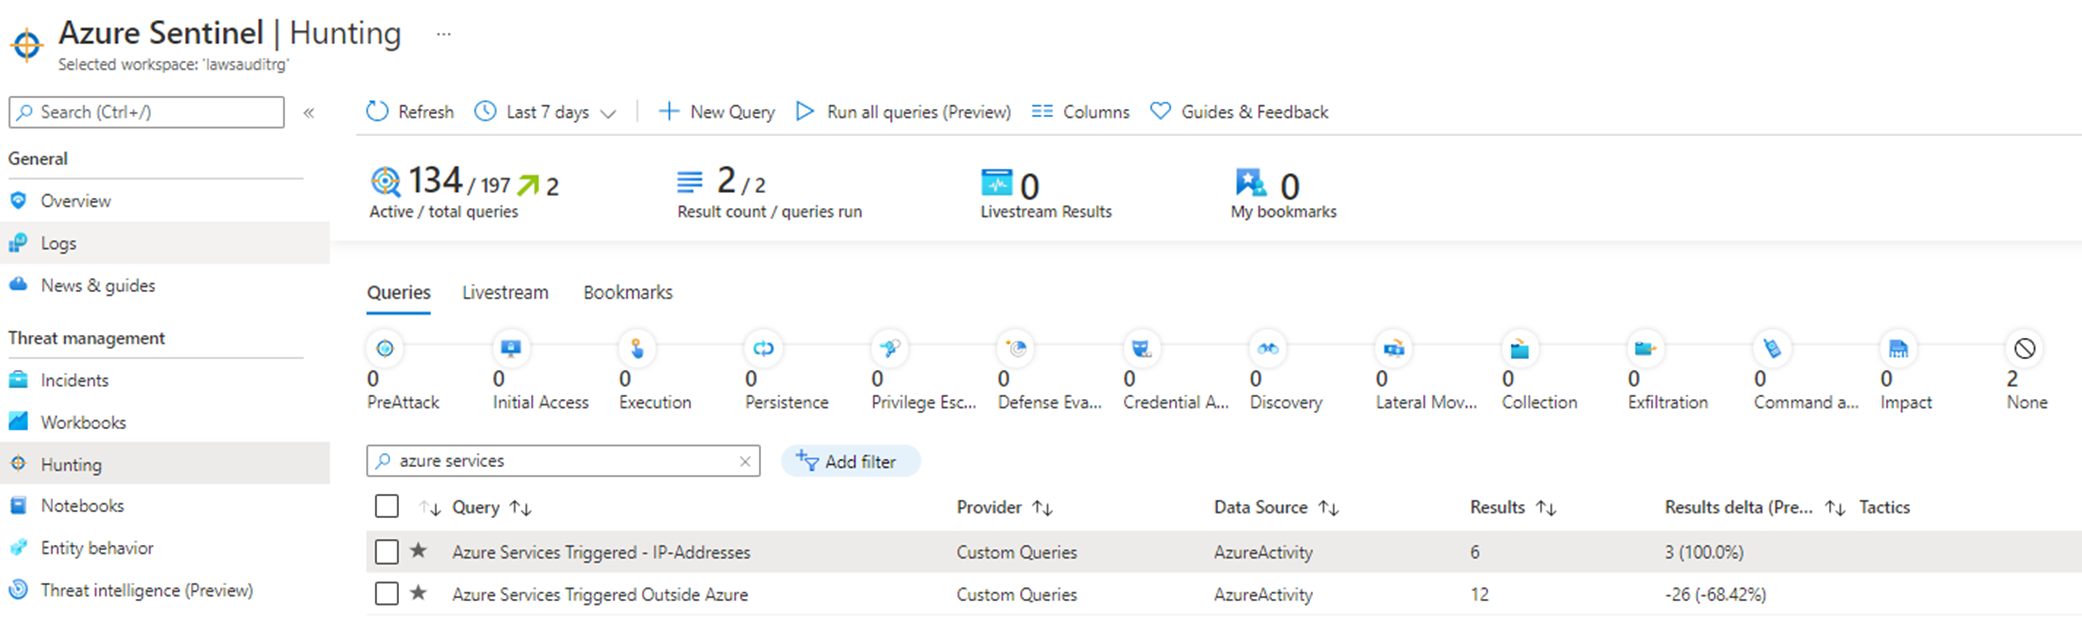 Azure Sentinel | Hunting ...
Selected workspace: 'lawsauditrg'
Search (Ctrl+/) «
General
Overview
Logs
News & guides
Threat management
Incidents
Workbooks
Hunting
Notebooks
Entity behavior
Threat intelligence (Preview)
Refresh Last 7 days New Query Run all queries (Preview) Columns Guides & Feedback
134 / 197 2
Active / total queries
2 / 2
Result count / queries run
0
Livestream Results
0
My bookmarks
Queries Livestream Bookmarks
0 0 0 0 0 0 0 0 0 0 0 0 0 2
PreAttack Initial Access Execution Persistence Privilege Esc... Defense Eva... Credential A... Discovery Lateral Mov... Collection Exfiltration Command a... Impact None
azure services Add filter
Query Provider Data Source Results Results delta (Pre... Tactics
Azure Services Triggered - IP-Addresses Custom Queries AzureActivity 6 3 (100.0%)
Azure Services Triggered Outside Azure Custom Queries AzureActivity 12 -26 (-68.42%)